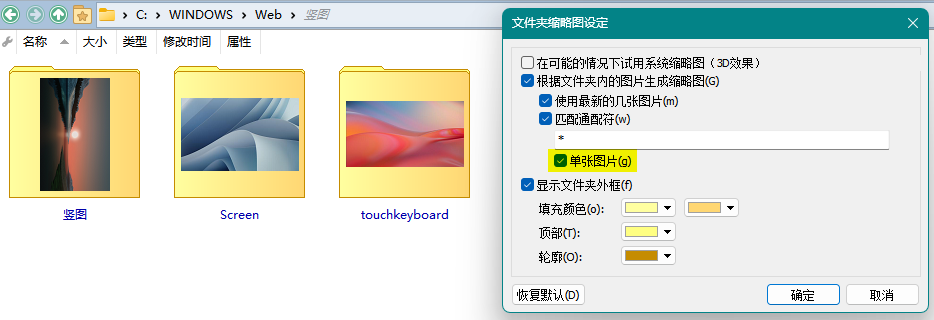 C: › WINDOWS › Web › 竖图
名称 大小 类型 修改时间 属性
竖图
Screen
touchkeyboard
文件夹缩略图设定
在可能的情况下试用系统缩略图（3D效果）
根据文件夹内的图片生成缩略图(G)
使用最新的几张图片(m)
匹配通配符(w)
*
单张图片(g)
显示文件夹外框(f)
填充颜色(o):
顶部(T):
轮廓(O):
恢复默认(D)
确定
取消